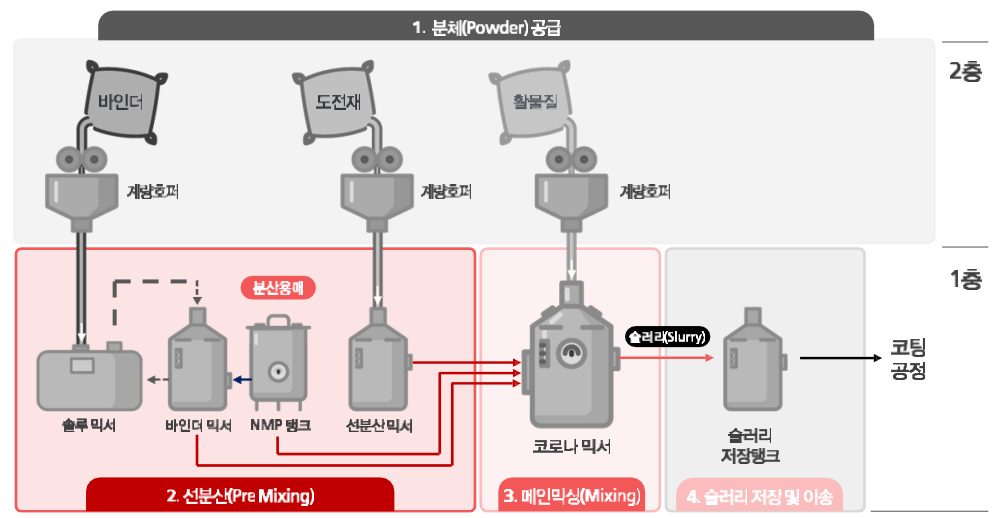 1. 분체(Powder) 공급
2층
바인더
도전재
활물질
계량호퍼
계량호퍼
계량호퍼
1층
분산용매
슬러리(Slurry)
코팅
공정
솔루 믹서
바인더 믹서
NMP 탱크
선분산 믹서
코로나 믹서
슬러리
저장탱크
2. 선분산(Pre Mixing)
3. 메인믹싱(Mixing)
4. 슬러리 저장 및 이송